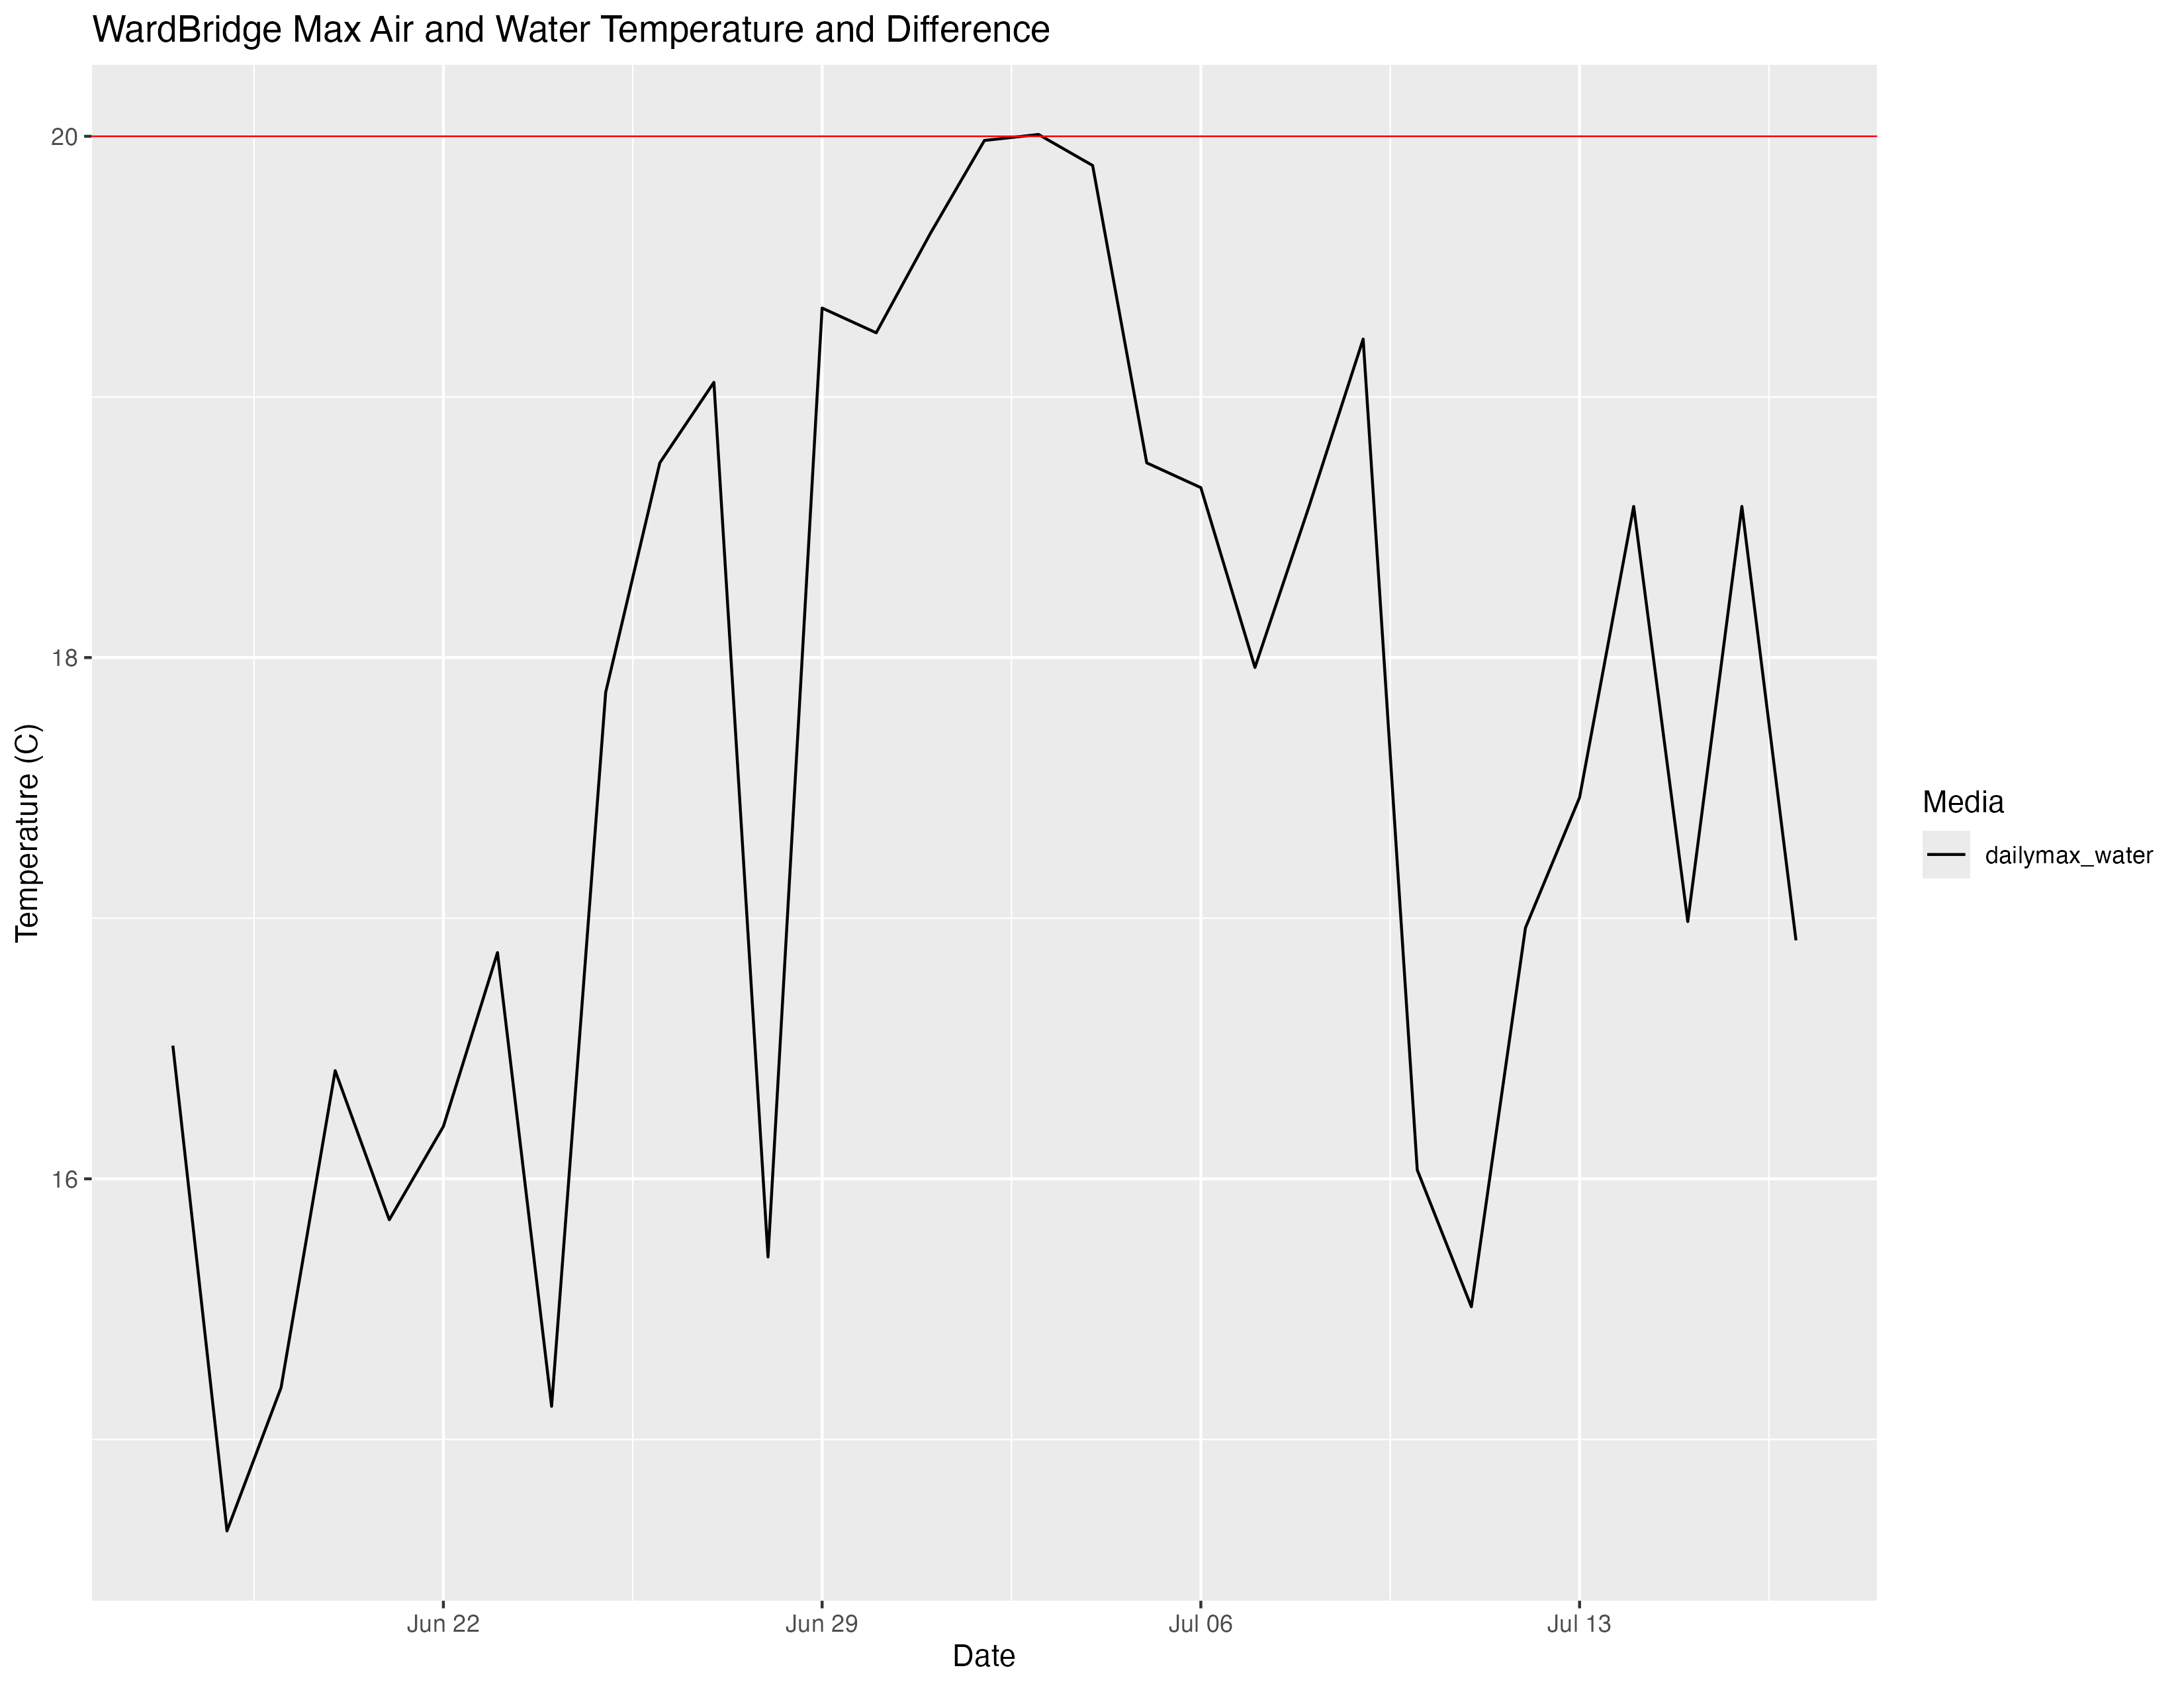 WardBridge Max Air and Water Temperature and Difference
20
18
16
Temperature (C)
Jun 22
Jun 29
Jul 06
Jul 13
Date
Media
dailymax_water